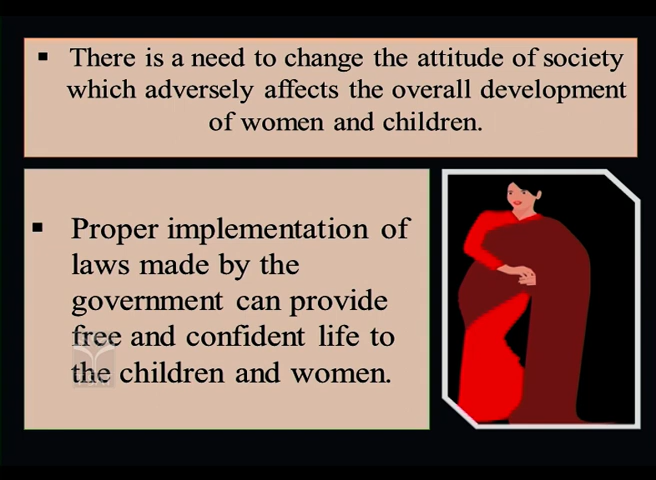 ▪ There is a need to change the attitude of society
which adversely affects the overall development
of women and children.
▪ Proper implementation of
laws made by the
government can provide
free and confident life to
the children and women.